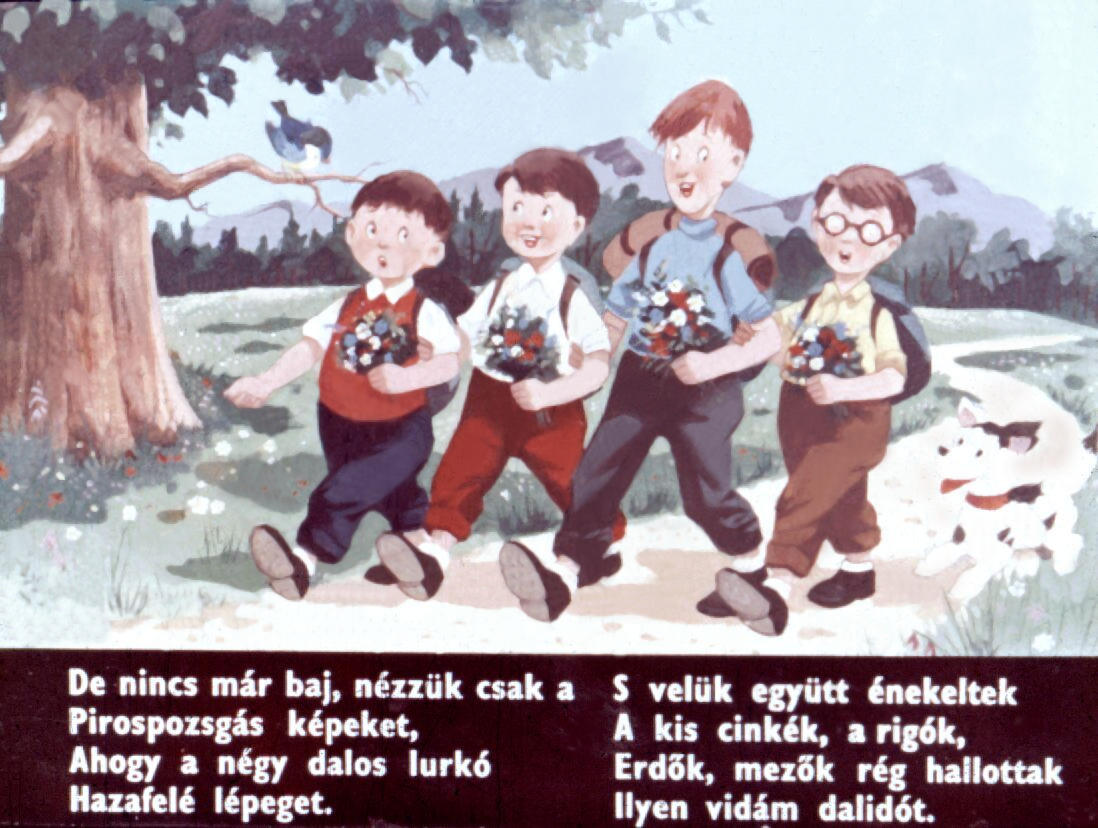 De nincs már baj, nézzük csak a
Pirospozsgás képeket,
Ahogy a négy dalos lurkó
Hazafelé lépeget.
S velük együtt énekeltek
A kis cinkék, a rigók,
Erdők, mezők rég hallottak
Ilyen vidám dalidót.